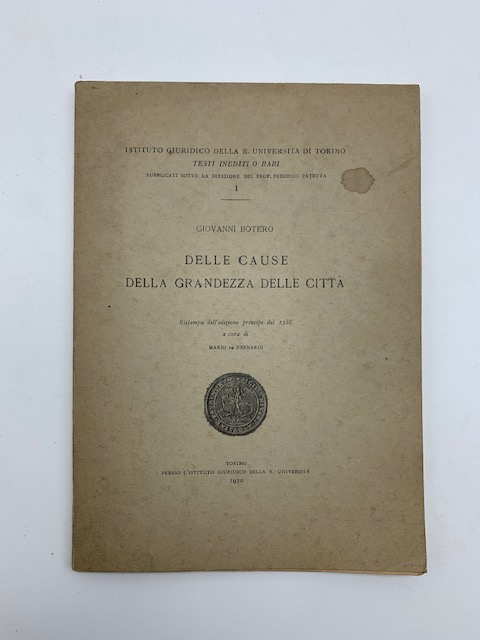 ISTITUTO GIURIDICO DELLA R. UNIVERSITÀ DI TORINO
TESTI INEDITI O RARI
PUBBLICATI SOTTO LA DIREZIONE DEL PROF. FEDERICO PATETTA
I
GIOVANNI BOTERO
DELLE CAUSE
DELLA GRANDEZZA DELLE CITTÀ
Ristampa dell'edizione principe del 1588
a cura di
MARIO DE BERNARDI
TORINO
PRESSO L'ISTITUTO GIURIDICO DELLA R. UNIVERSITÀ
1930